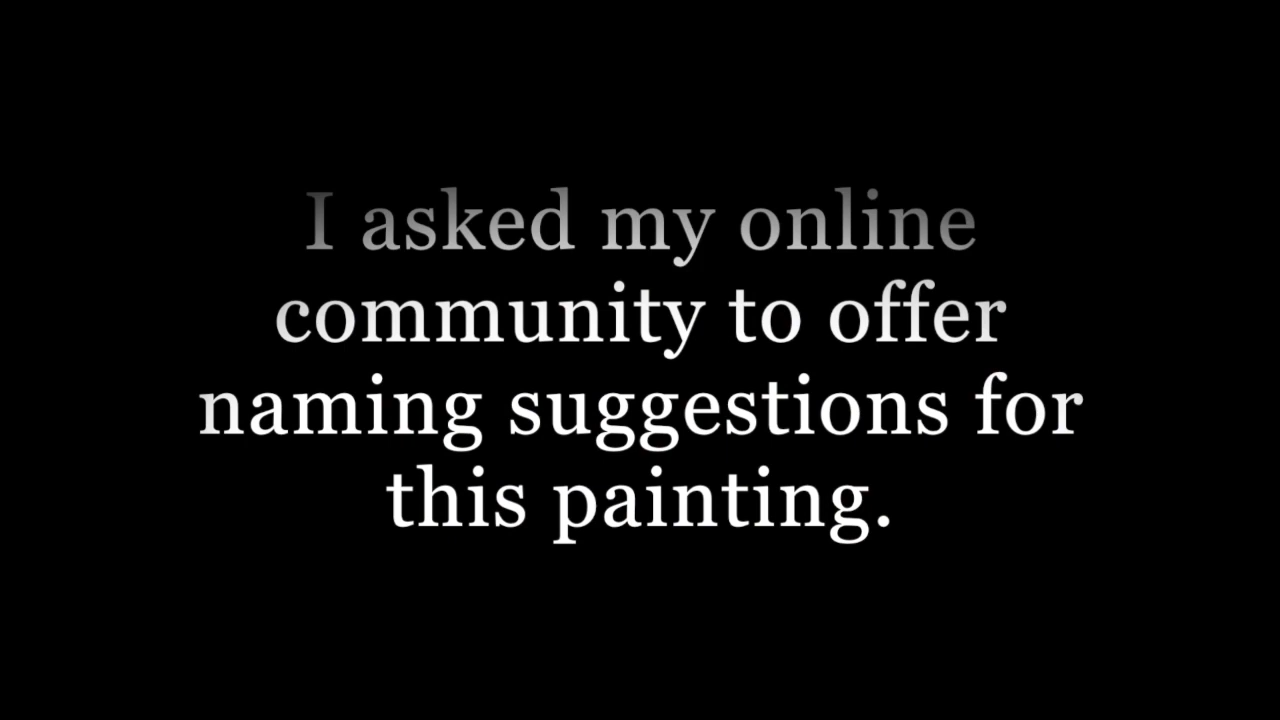 I asked my online
community to offer
naming suggestions for
this painting.